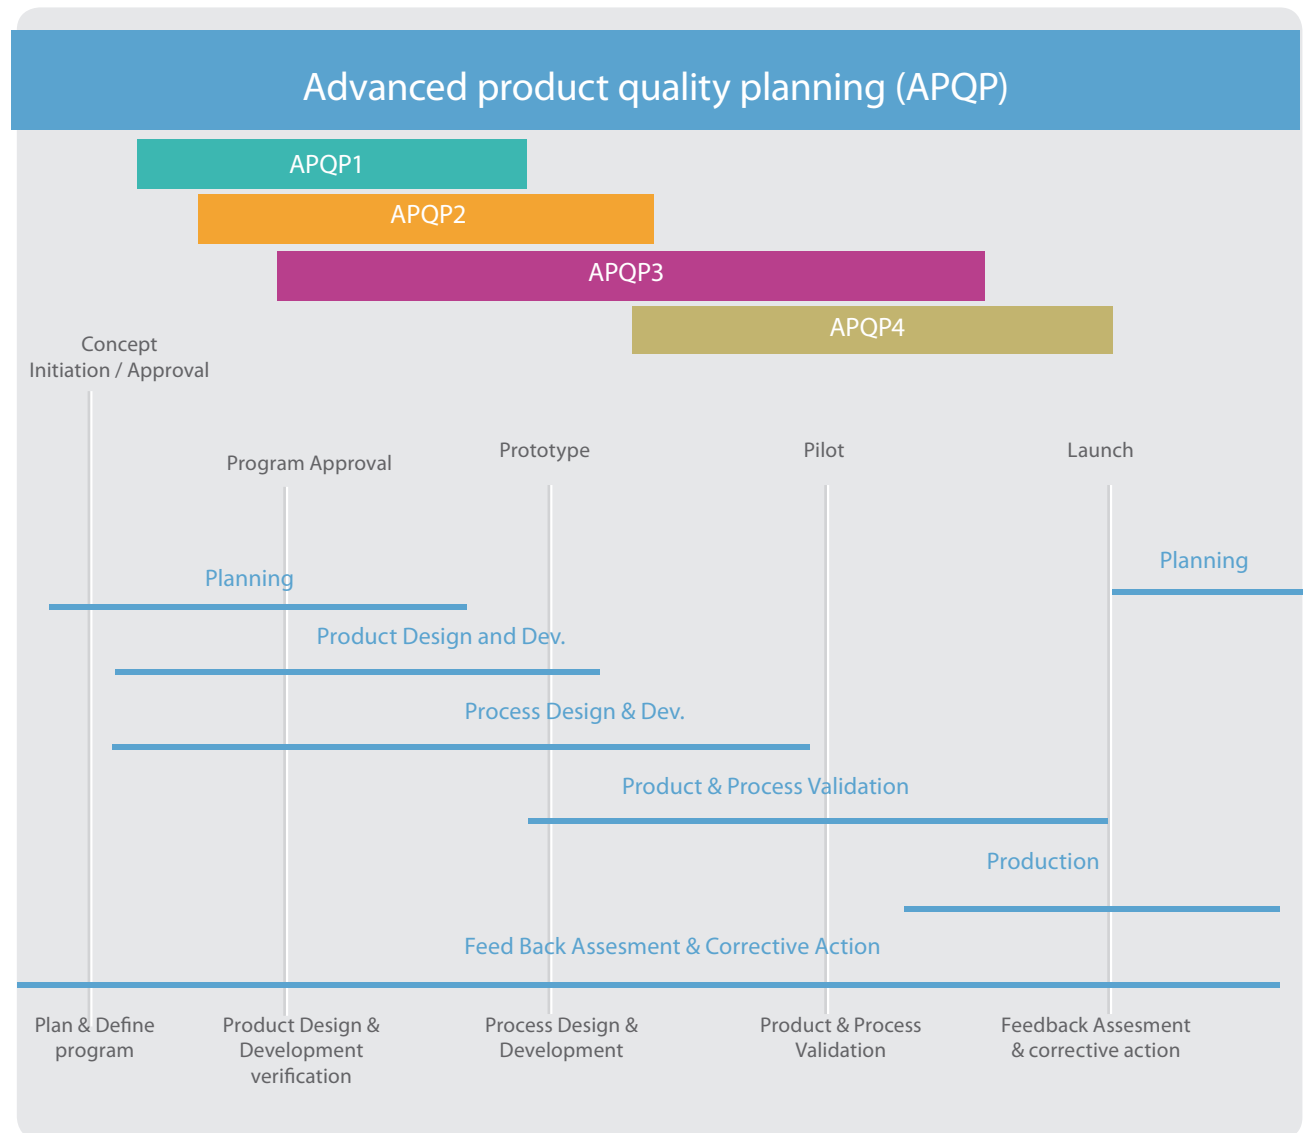 Advanced product quality planning (APQP)
APQP1
APQP2
APQP3
APQP4
Concept
Initiation / Approval
Program Approval
Prototype
Pilot
Launch
Planning
Planning
Product Design and Dev.
Process Design & Dev.
Product & Process Validation
Production
Feed Back Assesment & Corrective Action
Plan & Define
program
Product Design &
Development
verification
Process Design &
Development
Product & Process
Validation
Feedback Assesment
& corrective action